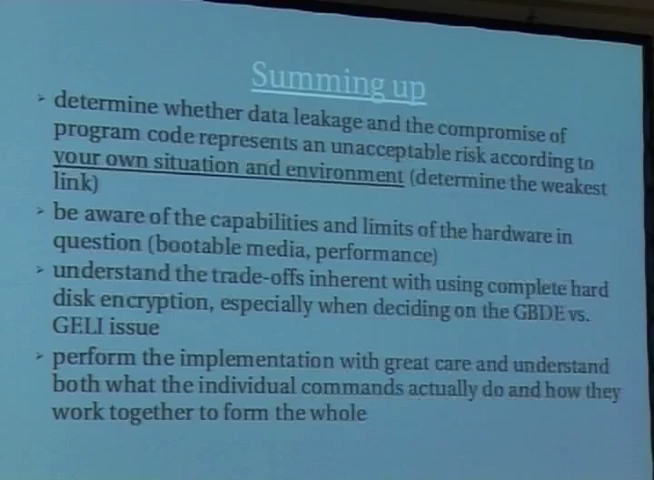 Summing up
➢ determine whether data leakage and the compromise of
program code represents an unacceptable risk according to
your own situation and environment (determine the weakest
link)
➢ be aware of the capabilities and limits of the hardware in
question (bootable media, performance)
➢ understand the trade-offs inherent with using complete hard
disk encryption, especially when deciding on the GBDE vs.
GELI issue
➢ perform the implementation with great care and understand
both what the individual commands actually do and how they
work together to form the whole